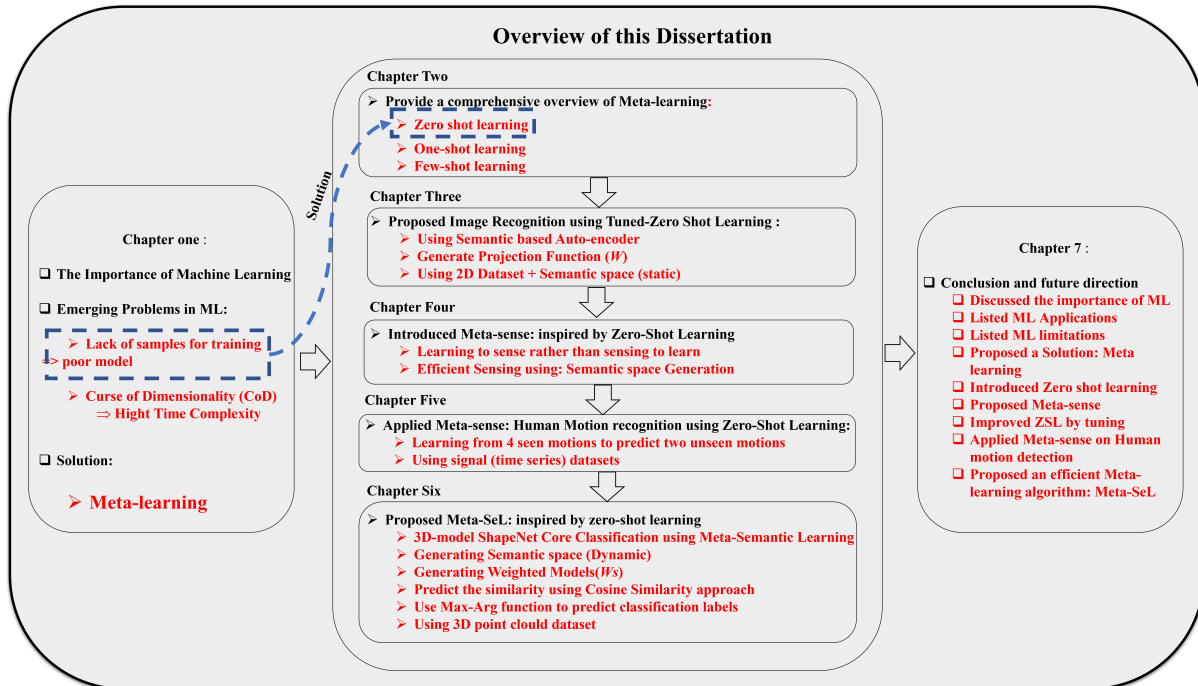 Overview of this Dissertation
Chapter one :
❑ The Importance of Machine Learning
❑ Emerging Problems in ML:
➢ Lack of samples for training
=> poor model
➢ Curse of Dimensionality (CoD)
⇒ Hight Time Complexity
❑ Solution:
➢ Meta-learning
Solution
Chapter Two
➢ Provide a comprehensive overview of Meta-learning:
➢ Zero shot learning
➢ One-shot learning
➢ Few-shot learning
Chapter Three
➢ Proposed Image Recognition using Tuned-Zero Shot Learning :
➢ Using Semantic based Auto-encoder
➢ Generate Projection Function (W)
➢ Using 2D Dataset + Semantic space (static)
Chapter Four
➢ Introduced Meta-sense: inspired by Zero-Shot Learning
➢ Learning to sense rather than sensing to learn
➢ Efficient Sensing using: Semantic space Generation
Chapter Five
➢ Applied Meta-sense: Human Motion recognition using Zero-Shot Learning:
➢ Learning from 4 seen motions to predict two unseen motions
➢ Using signal (time series) datasets
Chapter Six
➢ Proposed Meta-SeL: inspired by zero-shot learning
➢ 3D-model ShapeNet Core Classification using Meta-Semantic Learning
➢ Generating Semantic space (Dynamic)
➢ Generating Weighted Models(Ws)
➢ Predict the similarity using Cosine Similarity approach
➢ Use Max-Arg function to predict classification labels
➢ Using 3D point clould dataset
Chapter 7 :
❑ Conclusion and future direction
❑ Discussed the importance of ML
❑ Listed ML Applications
❑ Listed ML limitations
❑ Proposed a Solution: Meta
learning
❑ Introduced Zero shot learning
❑ Proposed Meta-sense
❑ Improved ZSL by tuning
❑ Applied Meta-sense on Human
motion detection
❑ Proposed an efficient Meta-
learning algorithm: Meta-SeL